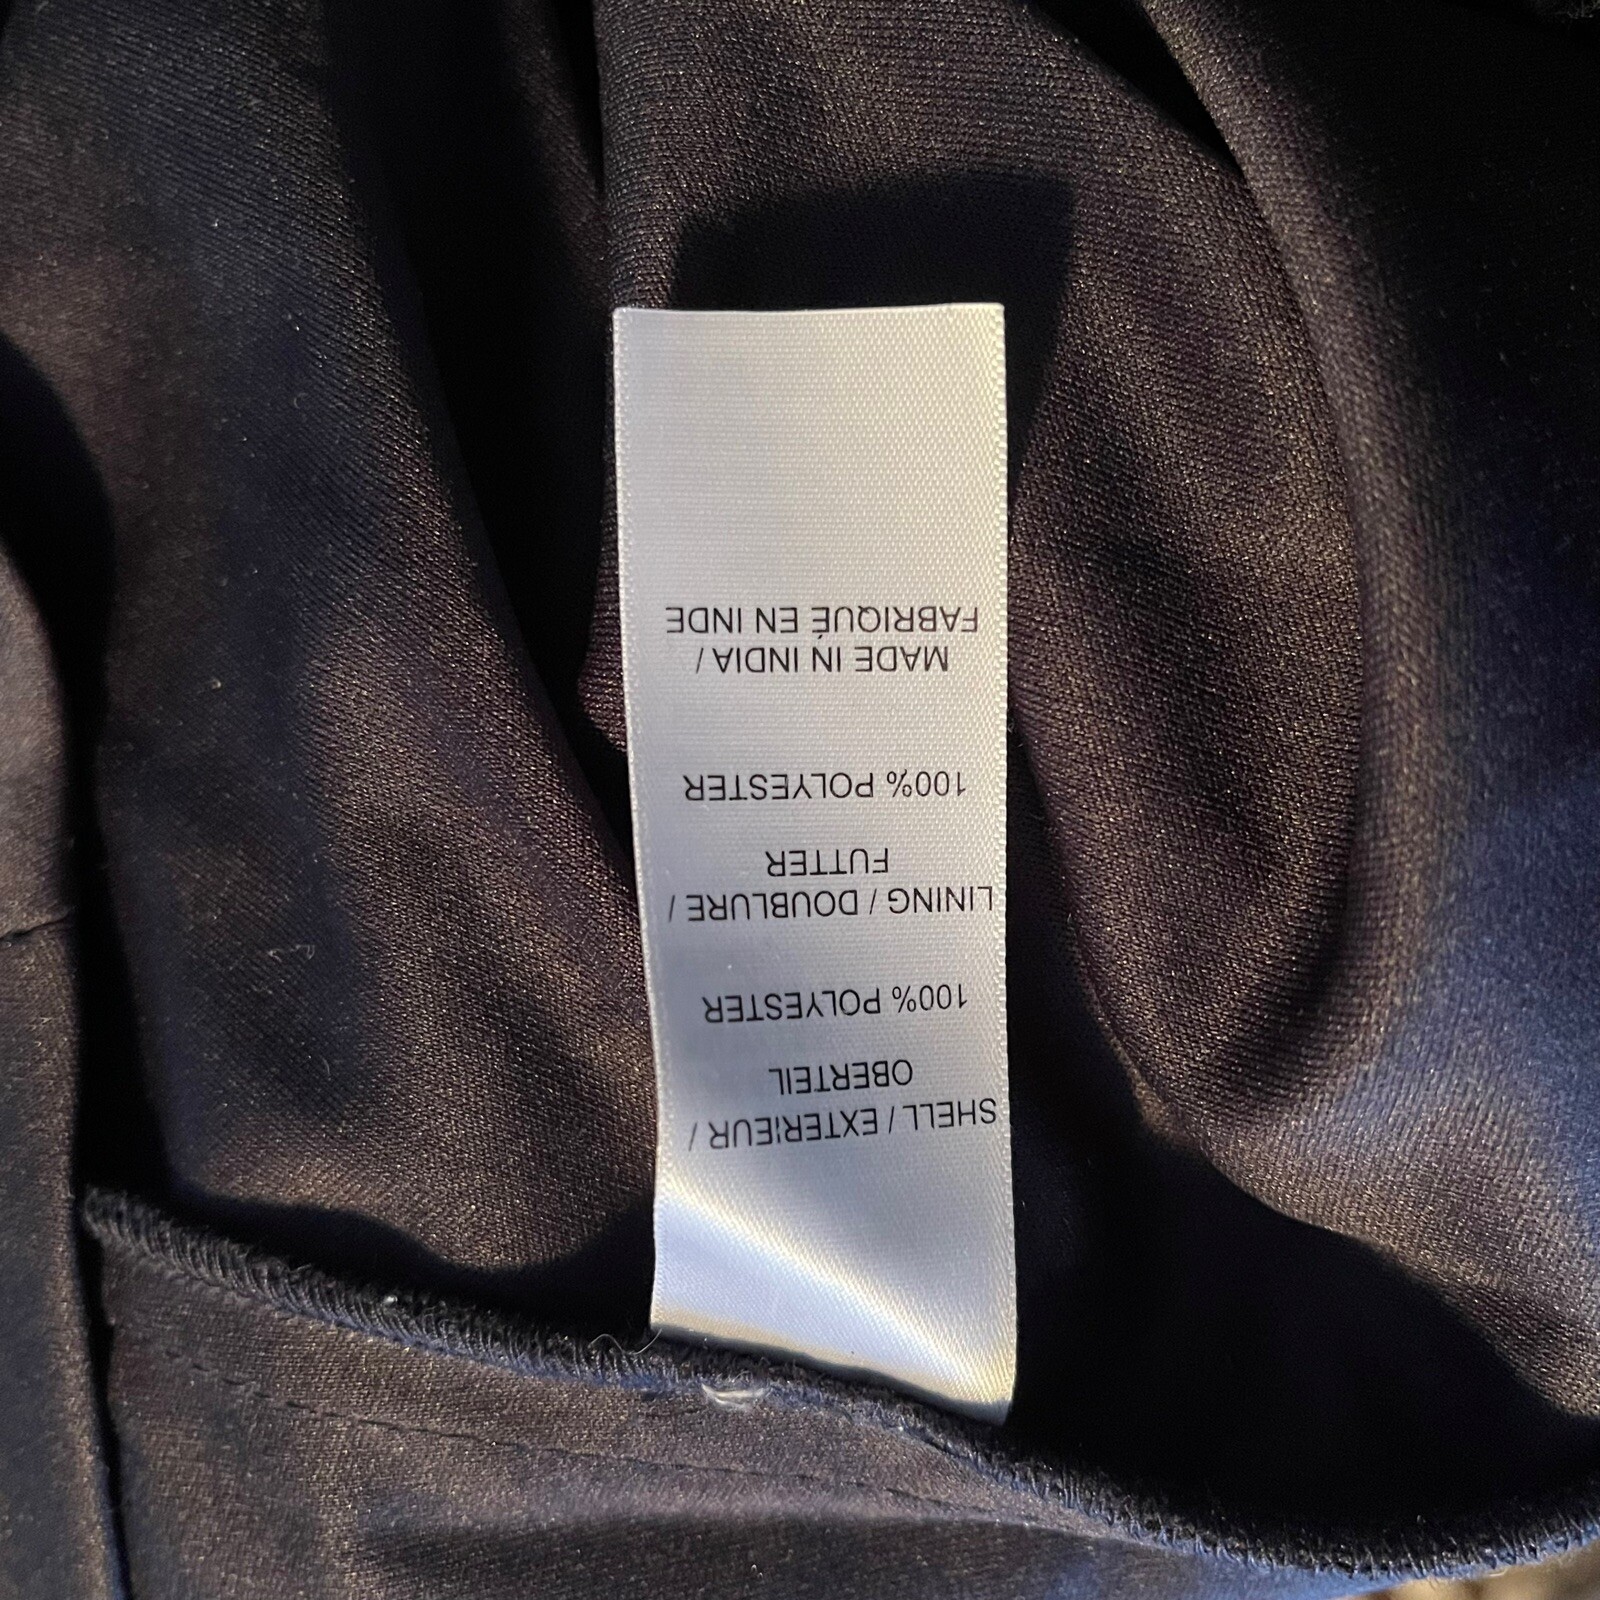 SHELL / EXTERIEUR /
OBERTEIL
100% POLYESTER
LINING / DOUBLURE /
FUTTER
100% POLYESTER
MADE IN INDIA /
FABRIQUÉ EN INDE